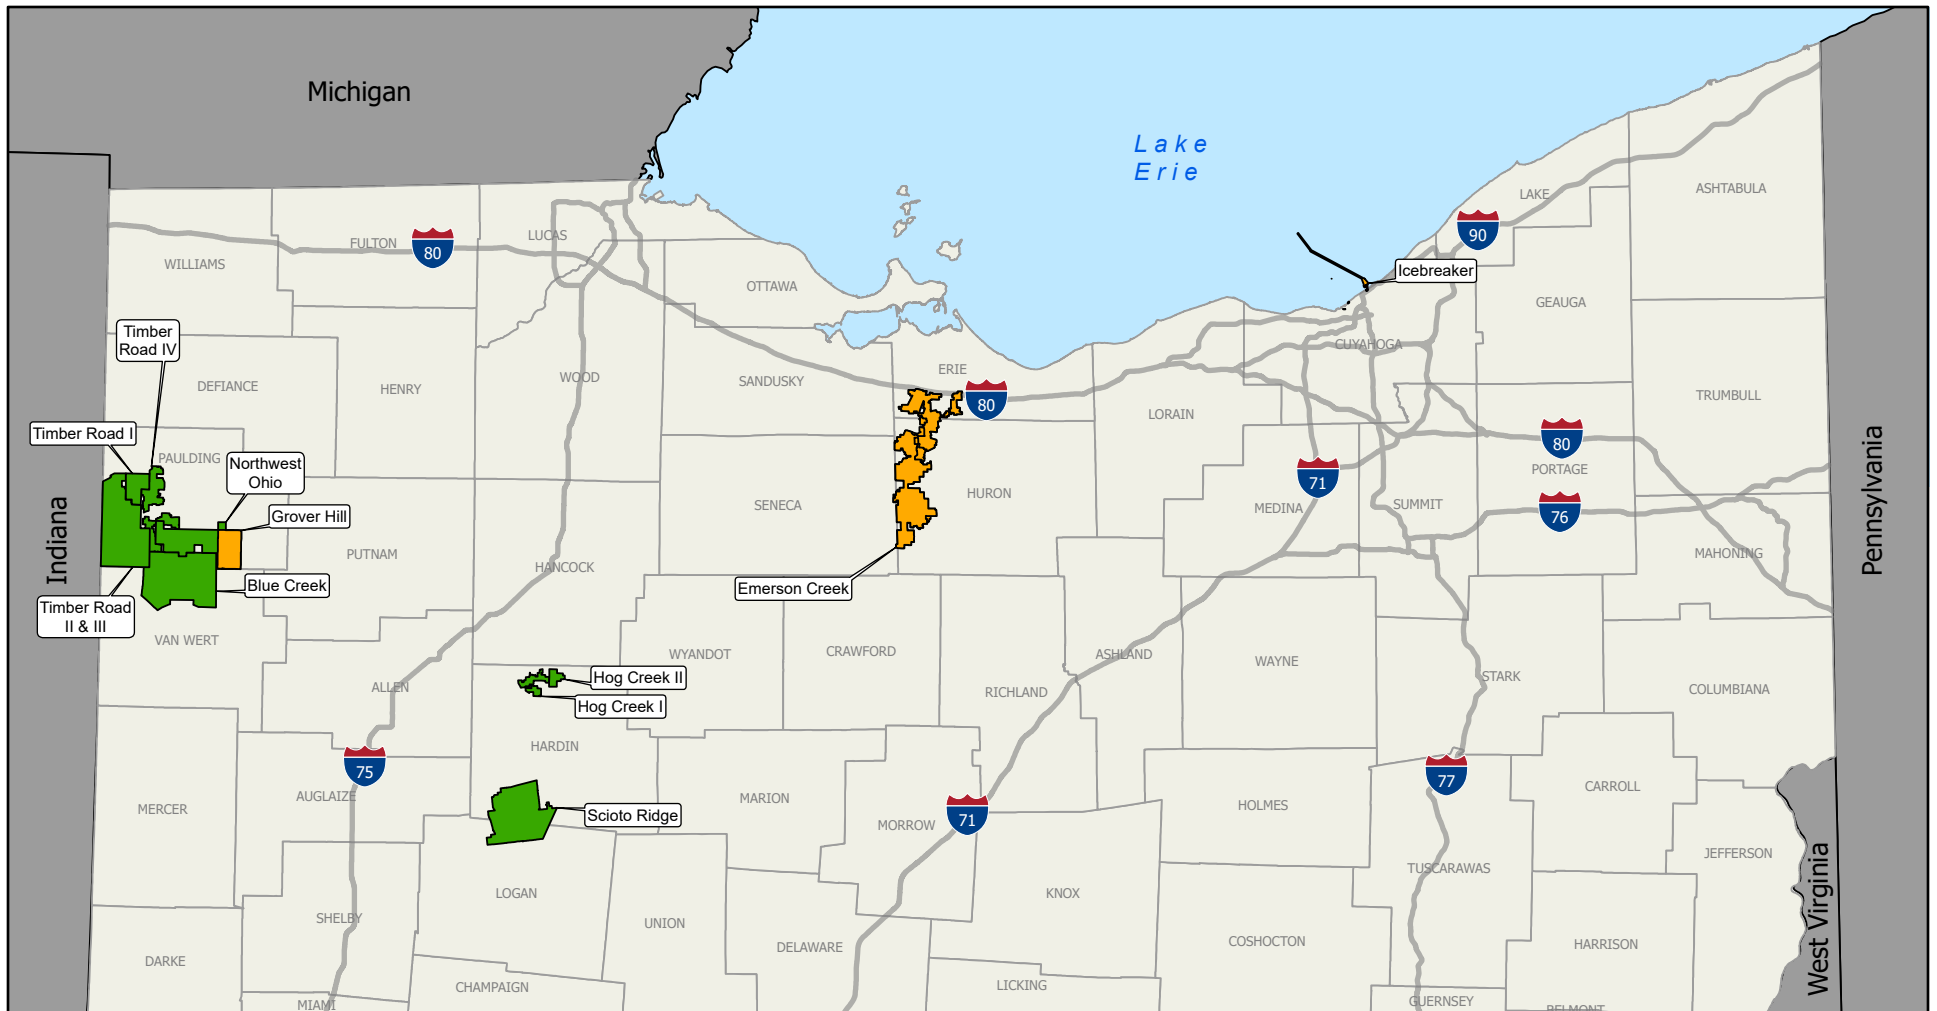 Michigan
Lake
Erie
ASHTABULA
LAKE
90
LUCAS
FULTON
80
WILLIAMS
Icebreaker
OTTAWA
GEAUGA
Timber
Road IV
CUYAHOGA
ERIE
WOOD
SANDUSKY
DEFIANCE
HENRY
80
TRUMBULL
LORAIN
Timber Road I
80
PAULDING
Northwest
Ohio
PORTAGE
71
HURON
SENECA
MEDINA
SUMMIT
76
Grover Hill
Indiana
Pennsylvania
PUTNAM
MAHONING
HANCOCK
Blue Creek
Emerson Creek
Timber Road
II & III
VAN WERT
WYANDOT
CRAWFORD
ASHLAND
WAYNE
STARK
Hog Creek II
ALLEN
RICHLAND
COLUMBIANA
Hog Creek I
HARDIN
75
77
CARROLL
AUGLAIZE
MARION
HOLMES
MERCER
Scioto Ridge
71
MORROW
JEFFERSON
TUSCARAWAS
West Virginia
LOGAN
KNOX
SHELBY
UNION
COSHOCTON
HARRISON
DELAWARE
DARKE
CHAMPAIGN
LICKING
GUERNSEY
MIAMI
BELMONT